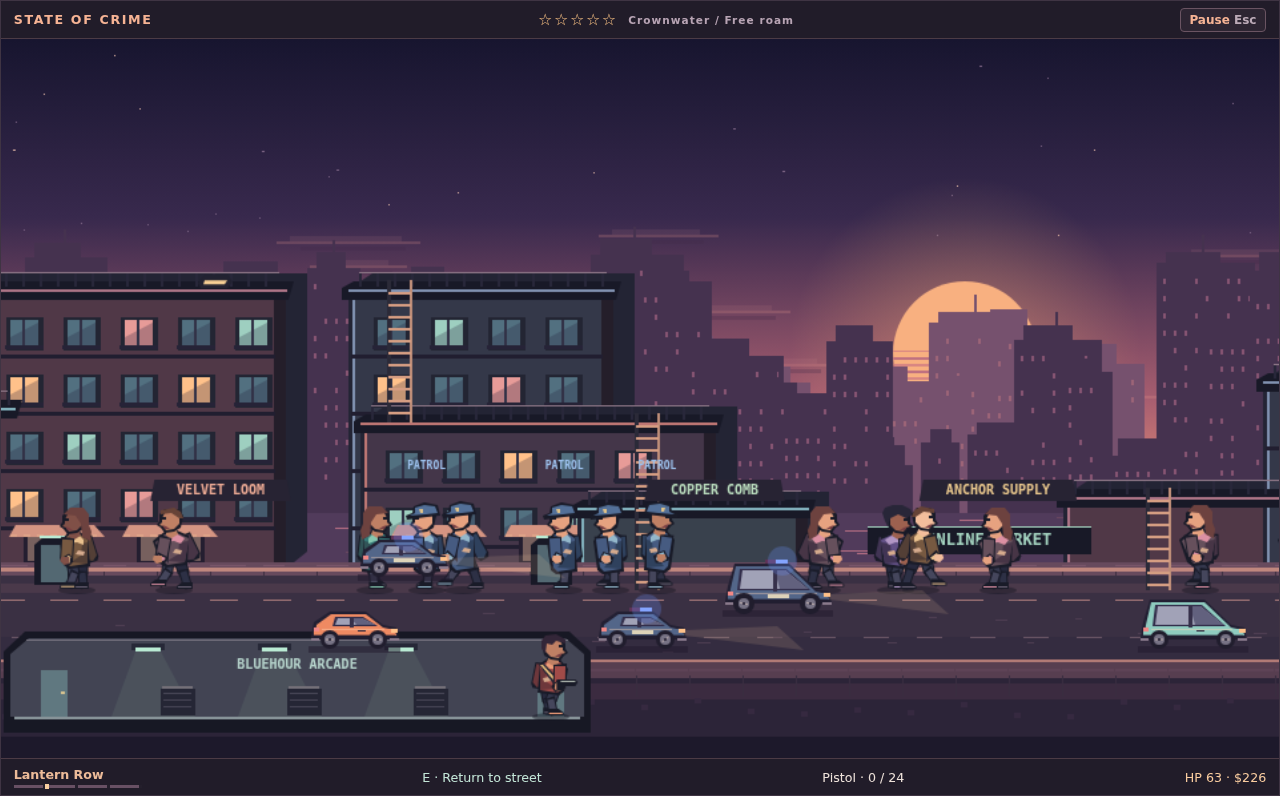 STATE OF CRIME
☆☆☆☆☆ Crownwater / Free roam
Pause Esc
PATROL
PATROL
PATROL
VELVET LOOM
COPPER COMB
ANCHOR SUPPLY
BLUEHOUR ARCADE
Lantern Row
E · Return to street
Pistol · 0 / 24
HP 63 · $226